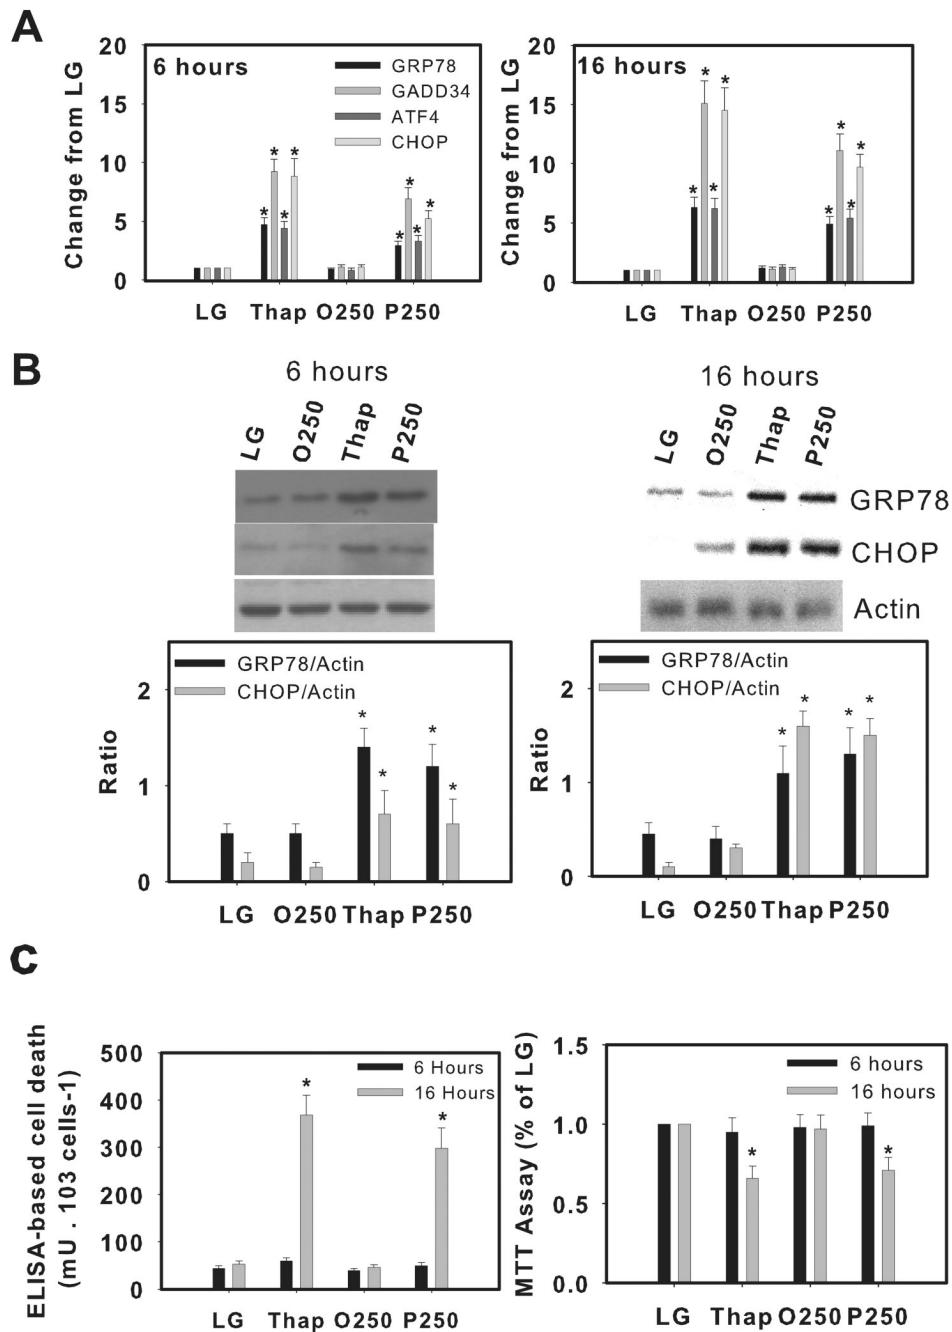 A
20
15
10
5
0
Change from LG
6 hours
GRP78
GADD34
ATF4
CHOP
* * * * * * * *
LG Thap O250 P250
20
15
10
5
0
Change from LG
16 hours
* * * * * * * *
LG Thap O250 P250
B
6 hours
LG O250 Thap P250
16 hours
LG O250 Thap P250
GRP78
CHOP
Actin
2
1
0
Ratio
GRP78/Actin
CHOP/Actin
* * * *
LG O250 Thap P250
2
1
0
Ratio
GRP78/Actin
CHOP/Actin
* * * *
LG O250 Thap P250
C
ELISA-based cell death
(mU . 103 cells-1)
500
400
300
200
100
0
6 Hours
16 Hours
* *
LG Thap O250 P250
MTT Assay (% of LG)
1.5
1.0
0.5
0.0
6 hours
16 hours
* *
LG Thap O250 P250